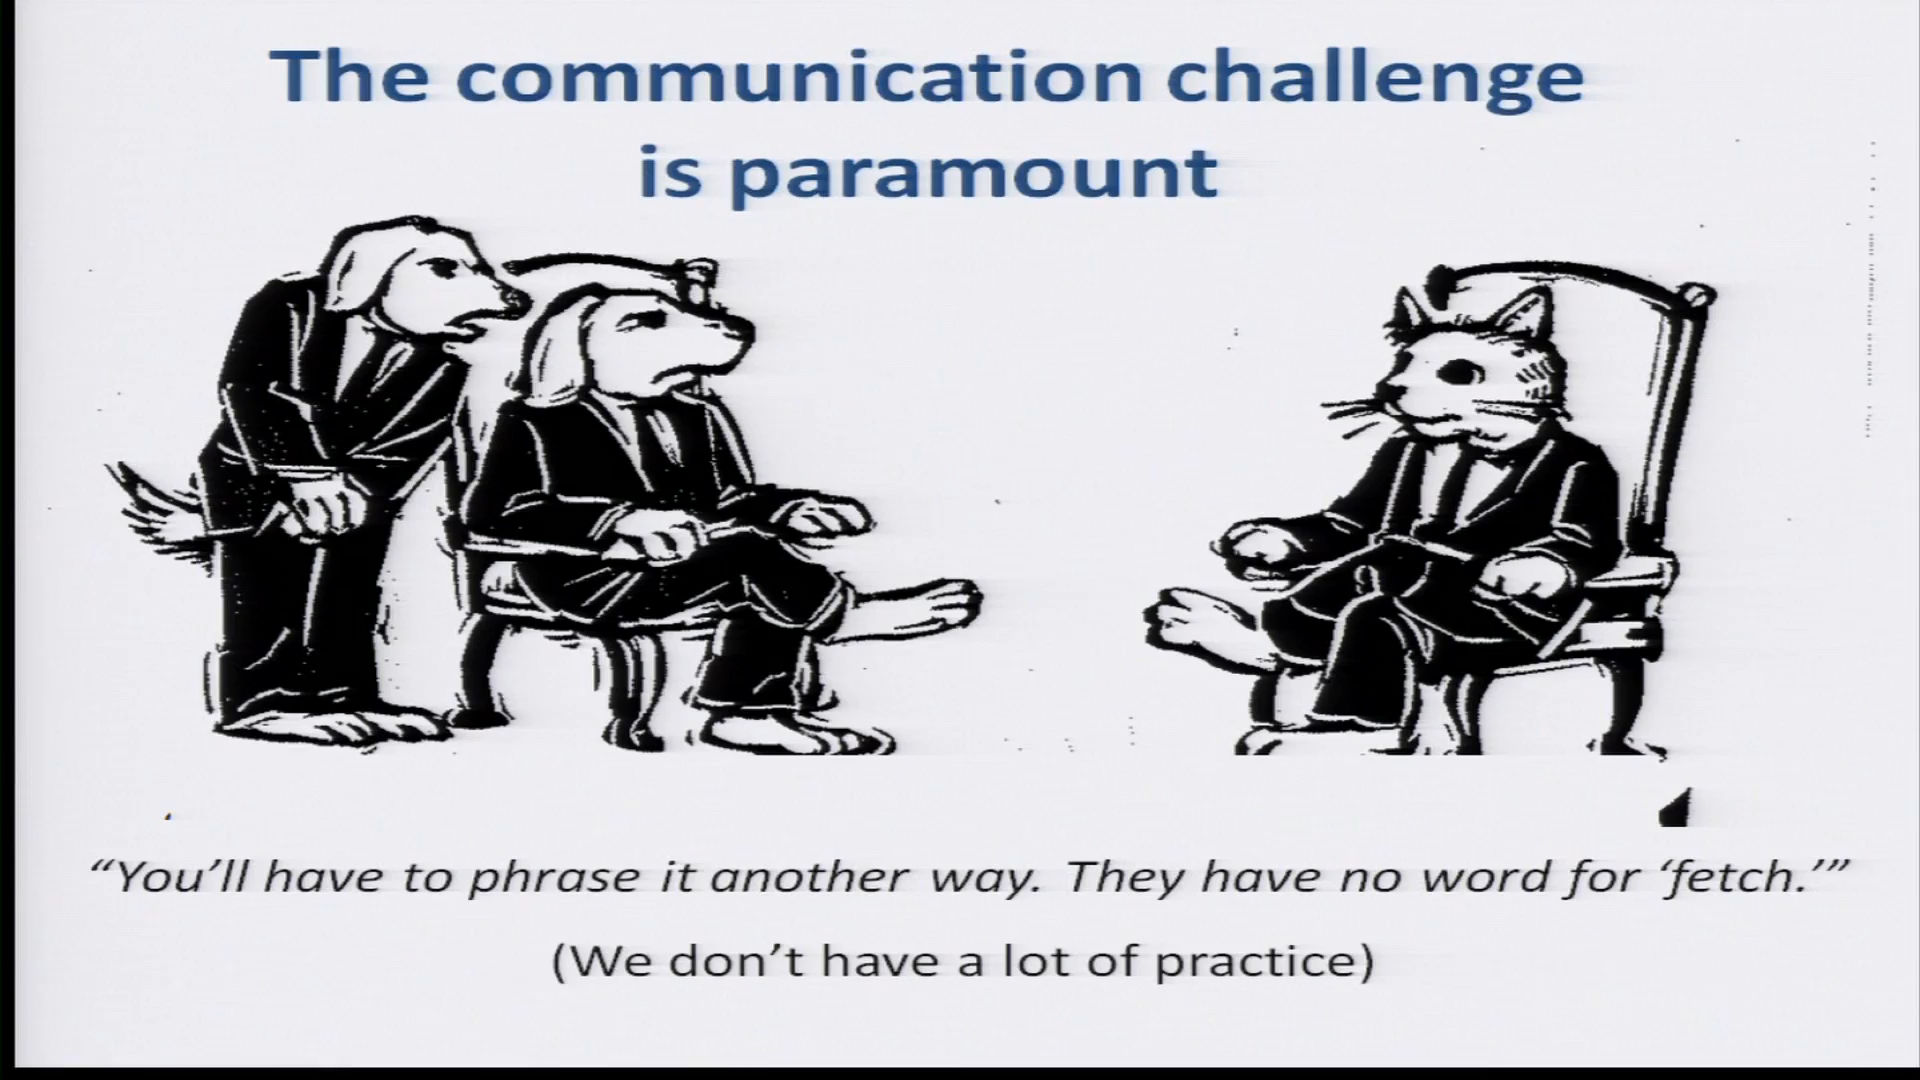 The communication challenge
is paramount
“You’ll have to phrase it another way. They have no word for ‘fetch.’”
(We don’t have a lot of practice)